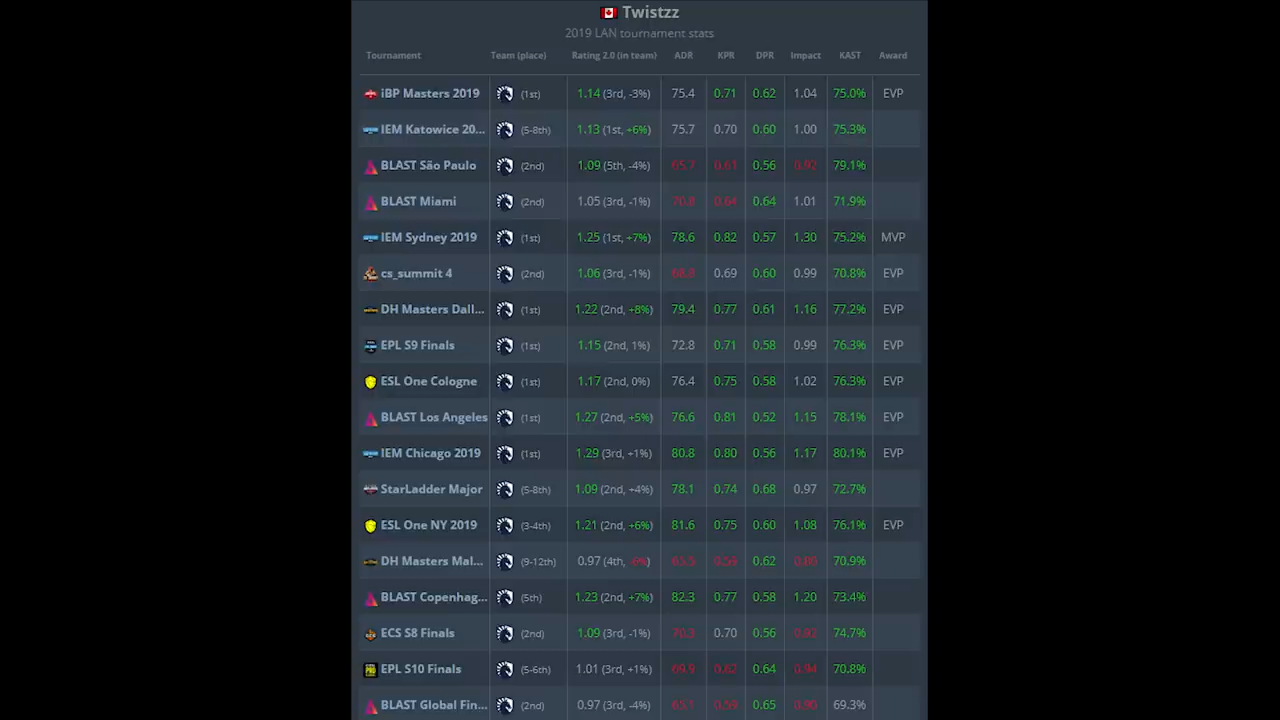 Twistzz
2019 LAN tournament stats
Tournament Team (place) Rating 2.0 (in team) ADR KPR DPR Impact KAST Award
iBP Masters 2019 (1st) 1.14 (3rd, -3%) 75.4 0.71 0.62 1.04 75.0% EVP
IEM Katowice 20... (5-8th) 1.13 (1st, +6%) 75.7 0.70 0.60 1.00 75.3%
BLAST São Paulo (2nd) 1.09 (5th, -4%) 65.7 0.61 0.56 0.92 79.1%
BLAST Miami (2nd) 1.05 (3rd, -1%) 70.8 0.64 0.64 1.01 71.9%
IEM Sydney 2019 (1st) 1.25 (1st, +7%) 78.6 0.82 0.57 1.30 75.2% MVP
cs_summit 4 (2nd) 1.06 (3rd, -1%) 68.8 0.69 0.60 0.99 70.8% EVP
DH Masters Dall... (1st) 1.22 (2nd, +8%) 79.4 0.77 0.61 1.16 77.2% EVP
EPL S9 Finals (1st) 1.15 (2nd, 1%) 72.8 0.71 0.58 0.99 76.3% EVP
ESL One Cologne (1st) 1.17 (2nd, 0%) 76.4 0.75 0.58 1.02 76.3% EVP
BLAST Los Angeles (1st) 1.27 (2nd, +5%) 76.6 0.81 0.52 1.15 78.1% EVP
IEM Chicago 2019 (1st) 1.29 (3rd, +1%) 80.8 0.80 0.56 1.17 80.1% EVP
StarLadder Major (5-8th) 1.09 (2nd, +4%) 78.1 0.74 0.68 0.97 72.7%
ESL One NY 2019 (3-4th) 1.21 (2nd, +6%) 81.6 0.75 0.60 1.08 76.1% EVP
DH Masters Mal... (9-12th) 0.97 (4th, -6%) 65.5 0.62 70.9%
BLAST Copenhag... (5th) 1.23 (2nd, +7%) 82.3 0.77 0.58 1.20 73.4%
ECS S8 Finals (2nd) 1.09 (3rd, -1%) 70.3 0.70 0.56 0.92 74.7%
EPL S10 Finals (5-6th) 1.01 (3rd, +1%) 69.9 0.62 0.64 0.94 70.8%
BLAST Global Fin... (2nd) 0.97 (3rd, -4%) 65.1 0.59 0.65 0.90 69.3%